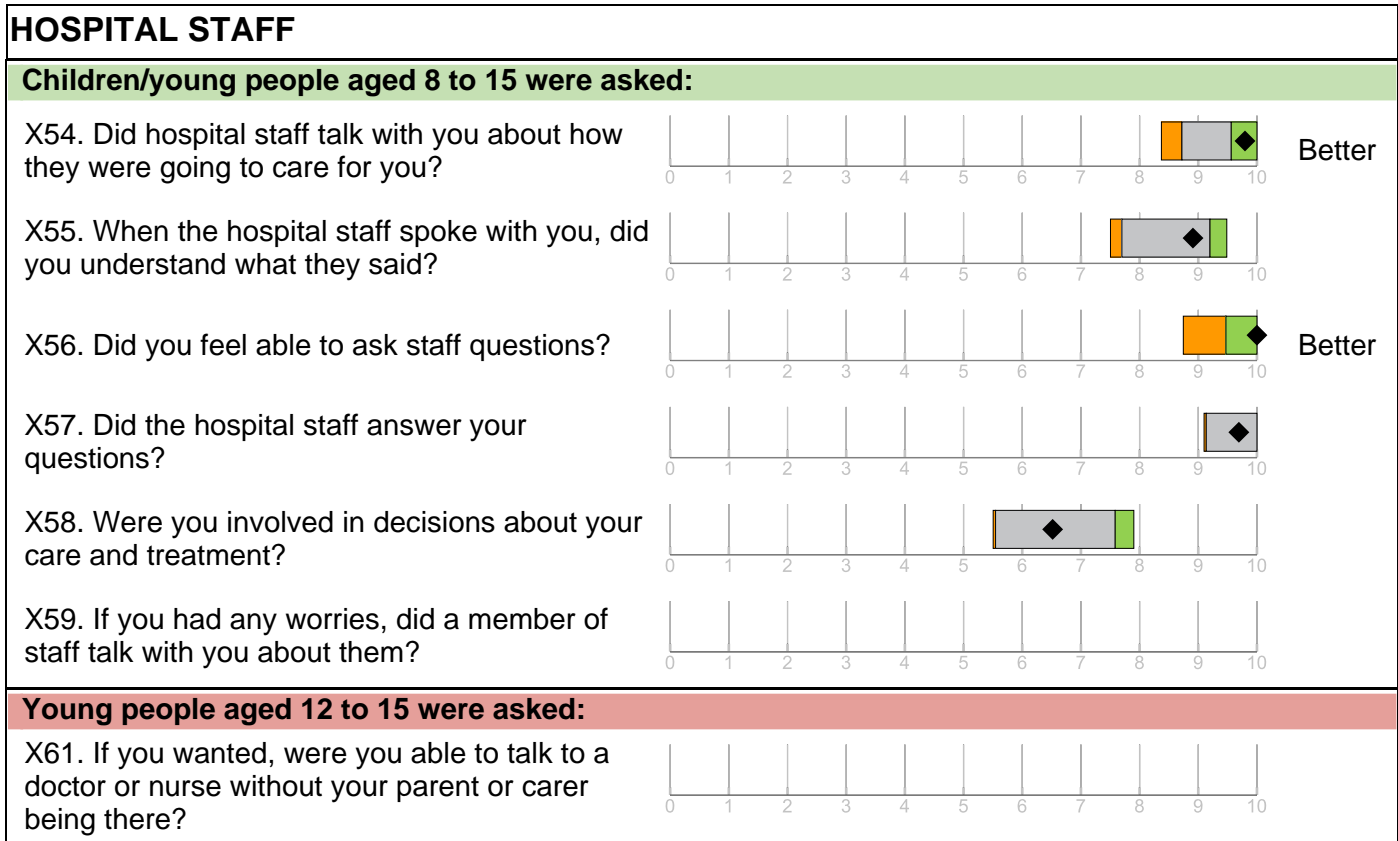 HOSPITAL STAFF
Children/young people aged 8 to 15 were asked:
X54. Did hospital staff talk with you about how
they were going to care for you?
0 1 2 3 4 5 6 7 8 9 10
Better
X55. When the hospital staff spoke with you, did
you understand what they said?
0 1 2 3 4 5 6 7 8 9 10
X56. Did you feel able to ask staff questions?
0 1 2 3 4 5 6 7 8 9 10
Better
X57. Did the hospital staff answer your
questions?
0 1 2 3 4 5 6 7 8 9 10
X58. Were you involved in decisions about your
care and treatment?
0 1 2 3 4 5 6 7 8 9 10
X59. If you had any worries, did a member of
staff talk with you about them?
0 1 2 3 4 5 6 7 8 9 10
Young people aged 12 to 15 were asked:
X61. If you wanted, were you able to talk to a
doctor or nurse without your parent or carer
being there?
0 1 2 3 4 5 6 7 8 9 10